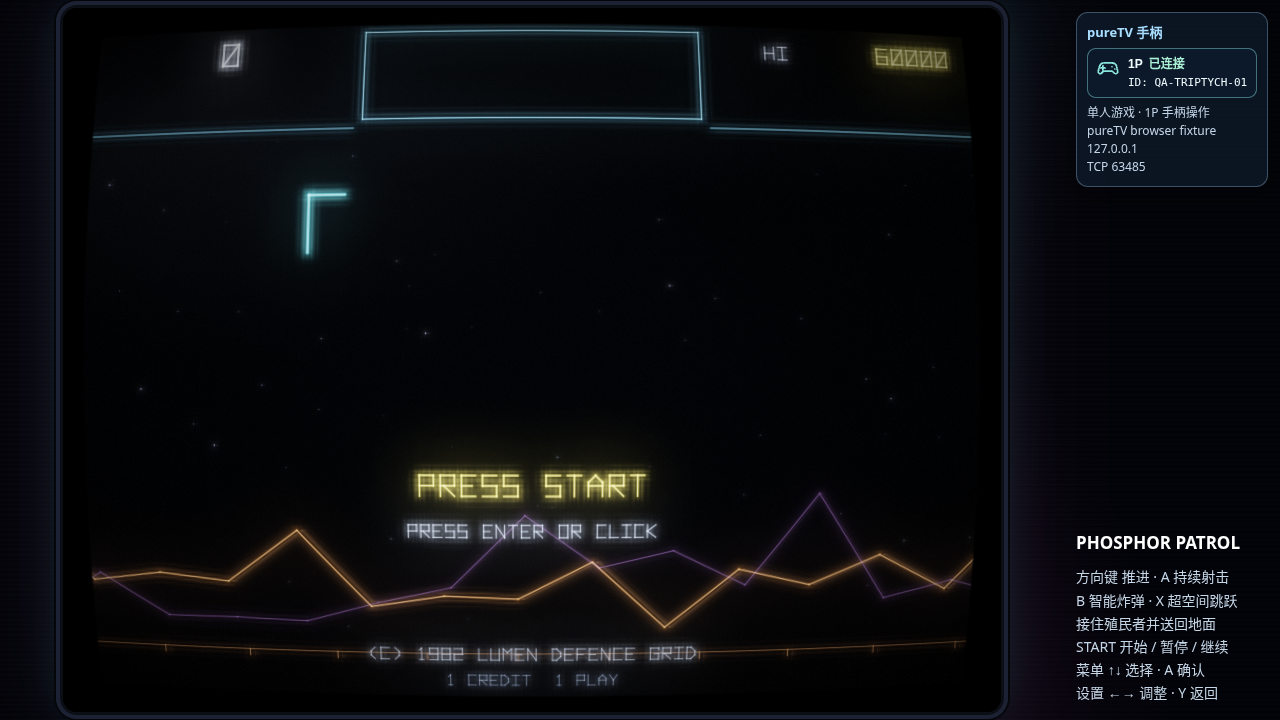 0
HI
60000
PRESS START
PRESS ENTER OR CLICK
(C) 1982 LUMEN DEFENCE GRID
1 CREDIT 1 PLAY
pureTV 手柄
1P 已连接
ID: QA-TRIPTYCH-01
单人游戏 · 1P 手柄操作
pureTV browser fixture
127.0.0.1
TCP 63485
PHOSPHOR PATROL
方向键 推进 · A 持续射击
B 智能炸弹 · X 超空间跳跃
接住殖民者并送回地面
START 开始 / 暂停 / 继续
菜单 ↑↓ 选择 · A 确认
设置 ←→ 调整 · Y 返回